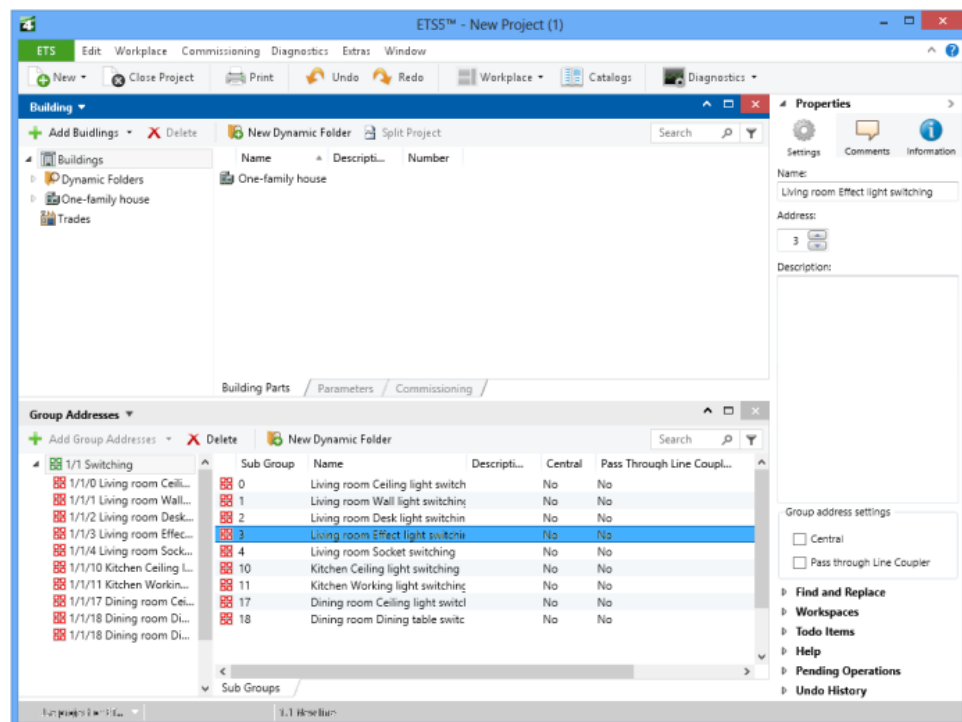 4
ETS5™ - New Project (1)
ETS Edit Workplace Commissioning Diagnostics Extras Window
New Close Project Print Undo Redo Workplace Catalogs Diagnostics
Building
Add Buidlings Delete New Dynamic Folder Split Project Search
Buildings
Dynamic Folders
One-family house
Trades
Name Descripti... Number
One-family house
Building Parts Parameters Commissioning
Group Addresses
Add Group Addresses Delete New Dynamic Folder Search
1/1 Switching
1/1/0 Living room Ceili...
1/1/1 Living room Wall...
1/1/2 Living room Desk...
1/1/3 Living room Effec...
1/1/4 Living room Sock...
1/1/10 Kitchen Ceiling l...
1/1/11 Kitchen Workin...
1/1/17 Dining room Cei...
1/1/18 Dining room Di...
1/1/18 Dining room Di...
Sub Group Name Descripti... Central Pass Through Line Coupl...
0 Living room Ceiling light switch No No
1 Living room Wall light switching No No
2 Living room Desk light switchin No No
3 Living room Effect light switchin No No
4 Living room Socket switching No No
10 Kitchen Ceiling light switching No No
11 Kitchen Working light switching No No
17 Dining room Ceiling light switcl No No
18 Dining room Dining table switc No No
Sub Groups
Properties
Settings Comments Information
Name:
Living room Effect light switching
Address:
3
Description:
Group address settings
Central
Pass through Line Coupler
Find and Replace
Workspaces
Todo Items
Help
Pending Operations
Undo History